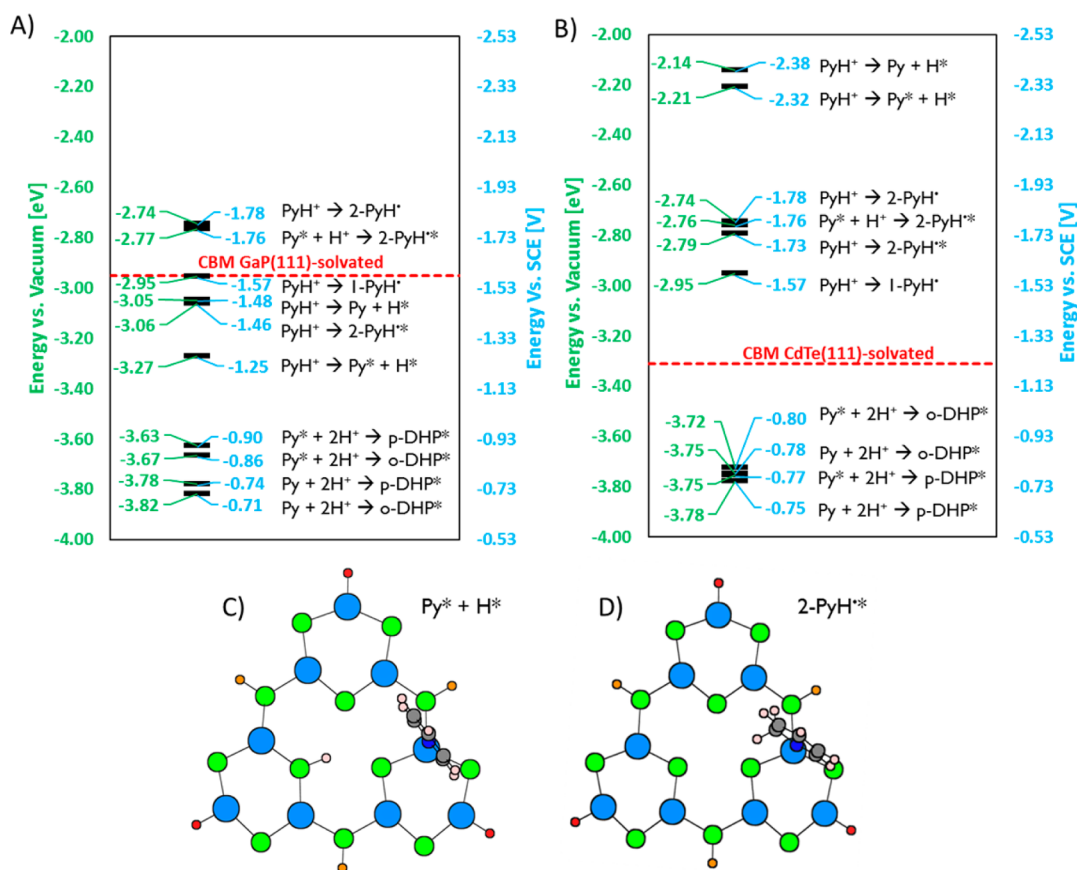 A)
Energy vs. Vacuum [eV]
-2.00
-2.20
-2.40
-2.60
-2.80
-3.00
-3.20
-3.40
-3.60
-3.80
-4.00
-2.74 -1.78 PyH⁺ → 2-PyH•
-2.77 -1.76 Py* + H⁺ → 2-PyH•*
CBM GaP(111)-solvated
-2.95 -1.57 PyH⁺ → 1-PyH•
-3.05 -1.48 PyH⁺ → Py + H*
-3.06 -1.46 PyH⁺ → 2-PyH•*
-3.27 -1.25 PyH⁺ → Py* + H*
-3.63 -0.90 Py* + 2H⁺ → p-DHP*
-3.67 -0.86 Py* + 2H⁺ → o-DHP*
-3.78 -0.74 Py + 2H⁺ → p-DHP*
-3.82 -0.71 Py + 2H⁺ → o-DHP*
-2.53
-2.33
-2.13
-1.93
-1.73
-1.53
-1.33
-1.13
-0.93
-0.73
-0.53
Energy Vs. SCE [V]
B)
Energy vs. Vacuum [eV]
-2.00
-2.20
-2.40
-2.60
-2.80
-3.00
-3.20
-3.40
-3.60
-3.80
-4.00
-2.14 -2.38 PyH⁺ → Py + H*
-2.21 -2.32 PyH⁺ → Py* + H*
-2.74 -1.78 PyH⁺ → 2-PyH•
-2.76 -1.76 Py* + H⁺ → 2-PyH•*
-2.79 -1.73 PyH⁺ → 2-PyH•*
-2.95 -1.57 PyH⁺ → 1-PyH•
CBM CdTe(111)-solvated
-3.72 -0.80 Py* + 2H⁺ → o-DHP*
-3.75 -0.78 Py + 2H⁺ → o-DHP*
-3.75 -0.77 Py* + 2H⁺ → p-DHP*
-3.78 -0.75 Py + 2H⁺ → p-DHP*
-2.53
-2.33
-2.13
-1.93
-1.73
-1.53
-1.33
-1.13
-0.93
-0.73
-0.53
Energy Vs. SCE [V]
C) Py* + H*
D) 2-PyH•*